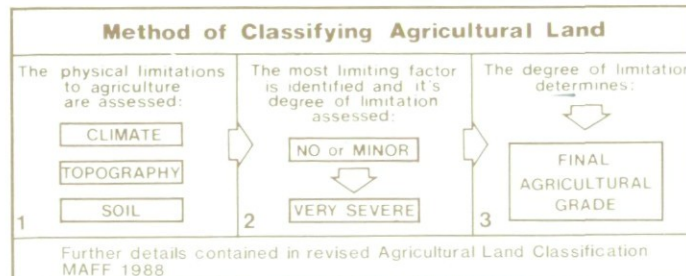 Method of Classifying Agricultural Land
The physical limitations
to agriculture
are assessed:
CLIMATE
TOPOGRAPHY
SOIL
1
The most limiting factor
is identified and it's
degree of limitation
assessed:
NO or MINOR
VERY SEVERE
2
The degree of limitation
determines:
FINAL
AGRICULTURAL
GRADE
3
Further details contained in revised Agricultural Land Classification
MAFF 1988